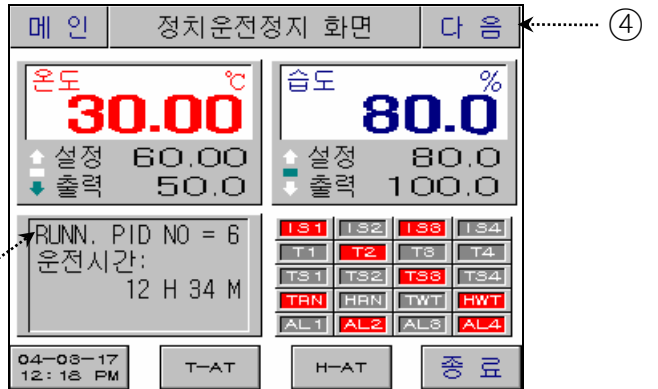 메 인 정치운전정지 화면 다 음 ④
온도 ℃ 습도 %
30.00 80.0
설정 60.00 설정 80.0
출력 50.0 출력 100.0
RUNN. PID NO = 6
운전시간:
12 H 34 M
IS1 IS2 IS3 IS4
T1 T2 T3 T4
TS1 TS2 TS3 TS4
TRN HRN TWT HWT
AL1 AL2 AL3 AL4
04-03-17
12:18 PM
T-AT H-AT 종 료